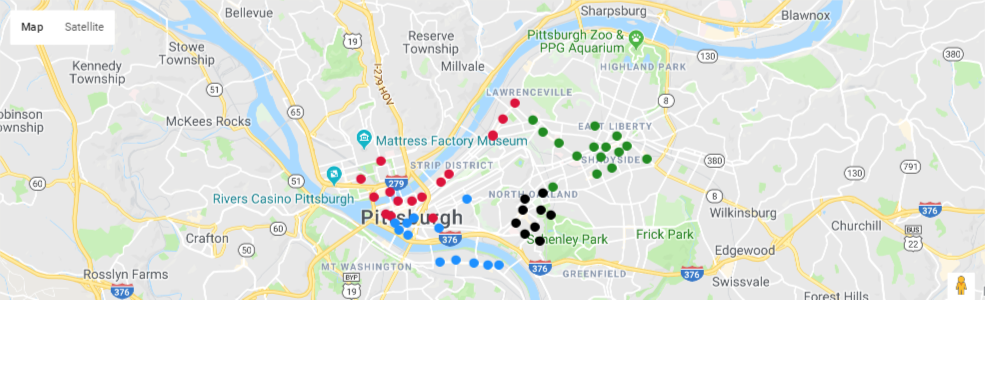 Map Satellite
Bellevue
Sharpsburg
Blawnox
19
Reserve
Township
Pittsburgh Zoo &
PPG Aquarium
Stowe
Township
130
380
Kennedy
Township
Millvale
HIGHLAND PARK
I-279 HOV
51
LAWRENCEVILLE
8
65
obinson
ownship
McKees Rocks
EAST LIBERTY
Mattress Factory Museum
STRIP DISTRICT
SHADYSIDE
380
791
130
60
51
279
Rivers Casino Pittsburgh
NORTH OAKLAND
8
Wilkinsburg
376
Pittsburgh
60
Churchill
Crafton
376
Schenley Park
Frick Park
BUS
22
50
Edgewood
MT WASHINGTON
376
GREENFIELD
376
Rosslyn Farms
BYP
19
Swissvale
376
Forest Hills